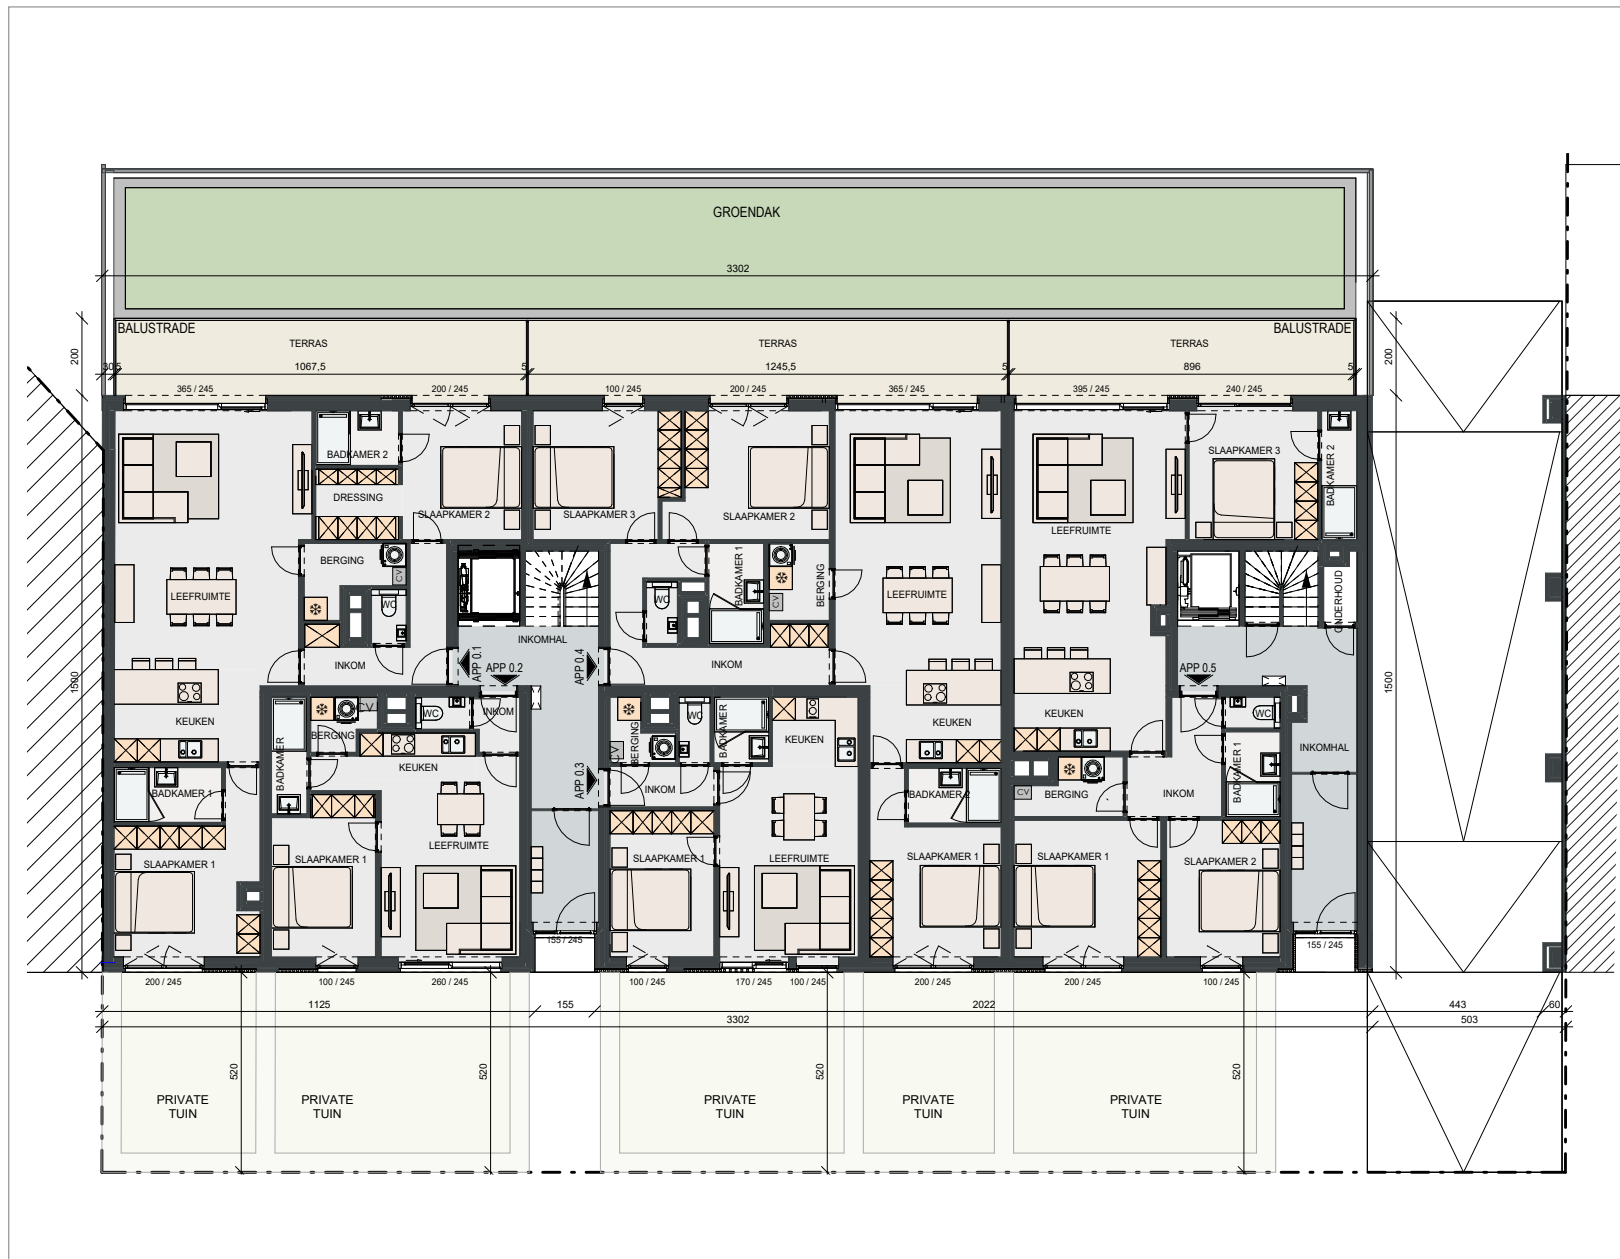 GROENDAK
3302
BALUSTRADE
BALUSTRADE
TERRAS
TERRAS
TERRAS
200
200
1067,5
5
1245,5
5
896
5
365 / 245
200 / 245
100 / 245
200 / 245
365 / 245
395 / 245
240 / 245
BADKAMER 2
DRESSING
SLAAPKAMER 2
SLAAPKAMER 3
SLAAPKAMER 2
LEEFRUIMTE
SLAAPKAMER 3
BADKAMER 2
BERGING
CV
WC
LEEFRUIMTE
INKOM
INKOMHAL
APP 0.1
APP 0.2
APP 0.4
WC
BADKAMER 1
CV
BERGING
INKOM
LEEFRUIMTE
ONDERHOUD
APP 0.5
1500
1500
KEUKEN
BADKAMER
BERGING
CV
WC
INKOM
KEUKEN
BERGING
CV
WC
BADKAMER
KEUKEN
KEUKEN
KEUKEN
WC
INKOMHAL
BADKAMER 1
APP 0.3
INKOM
BADKAMER 2
CV
BERGING
INKOM
BADKAMER 1
SLAAPKAMER 1
SLAAPKAMER 1
LEEFRUIMTE
SLAAPKAMER 1
LEEFRUIMTE
SLAAPKAMER 1
SLAAPKAMER 1
SLAAPKAMER 2
155 / 245
155 / 245
200 / 245
100 / 245
260 / 245
100 / 245
170 / 245
100 / 245
200 / 245
200 / 245
100 / 245
1125
155
2022
443
60
3302
503
520
520
520
520
PRIVATE
TUIN
PRIVATE
TUIN
PRIVATE
TUIN
PRIVATE
TUIN
PRIVATE
TUIN